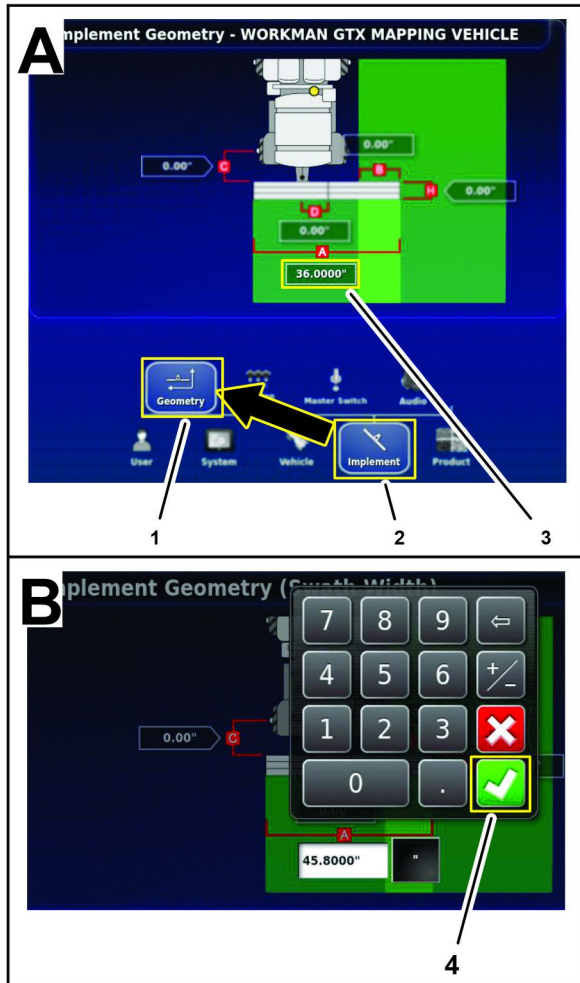 A
mplement Geometry - WORKMAN GTX MAPPING VEHICLE
0.00"
0.00" C
B
H 0.00"
D
0.00"
A
36.0000"
Geometry
Master Switch
Audio
User
System
Vehicle
Implement
Product
1
2
3
B
mplement Geometry (Swath Width)
7 8 9 ⇦
4 5 6 +/−
0.00" C
1 2 3
0 .
A
45.8000" "
4